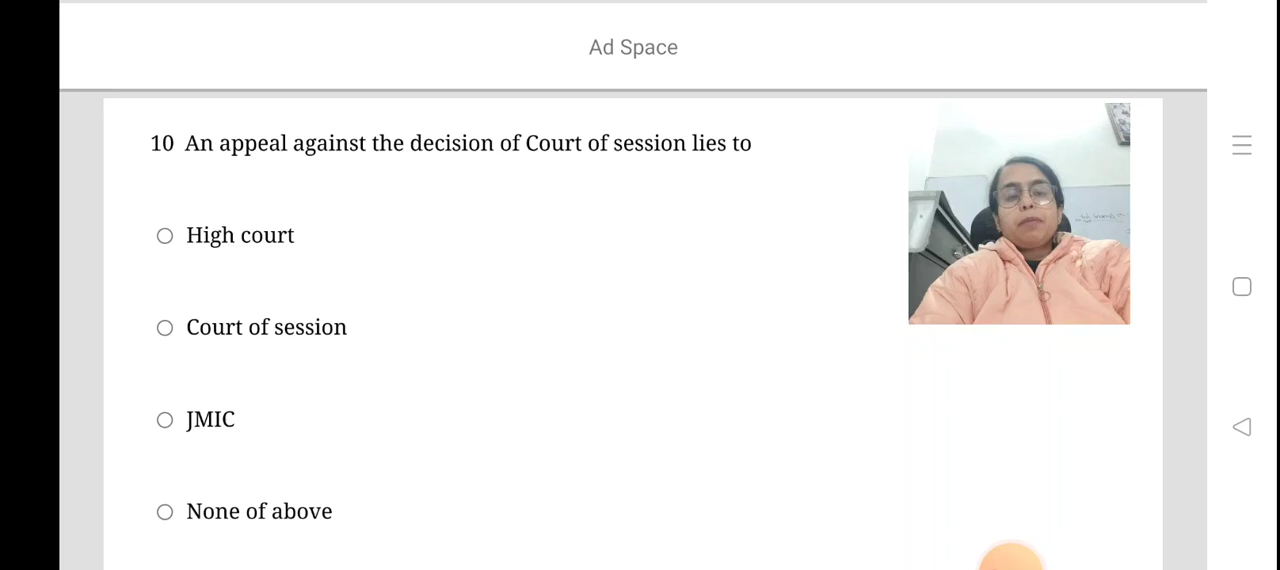 Ad Space
10 An appeal against the decision of Court of session lies to
High court
Court of session
JMIC
None of above